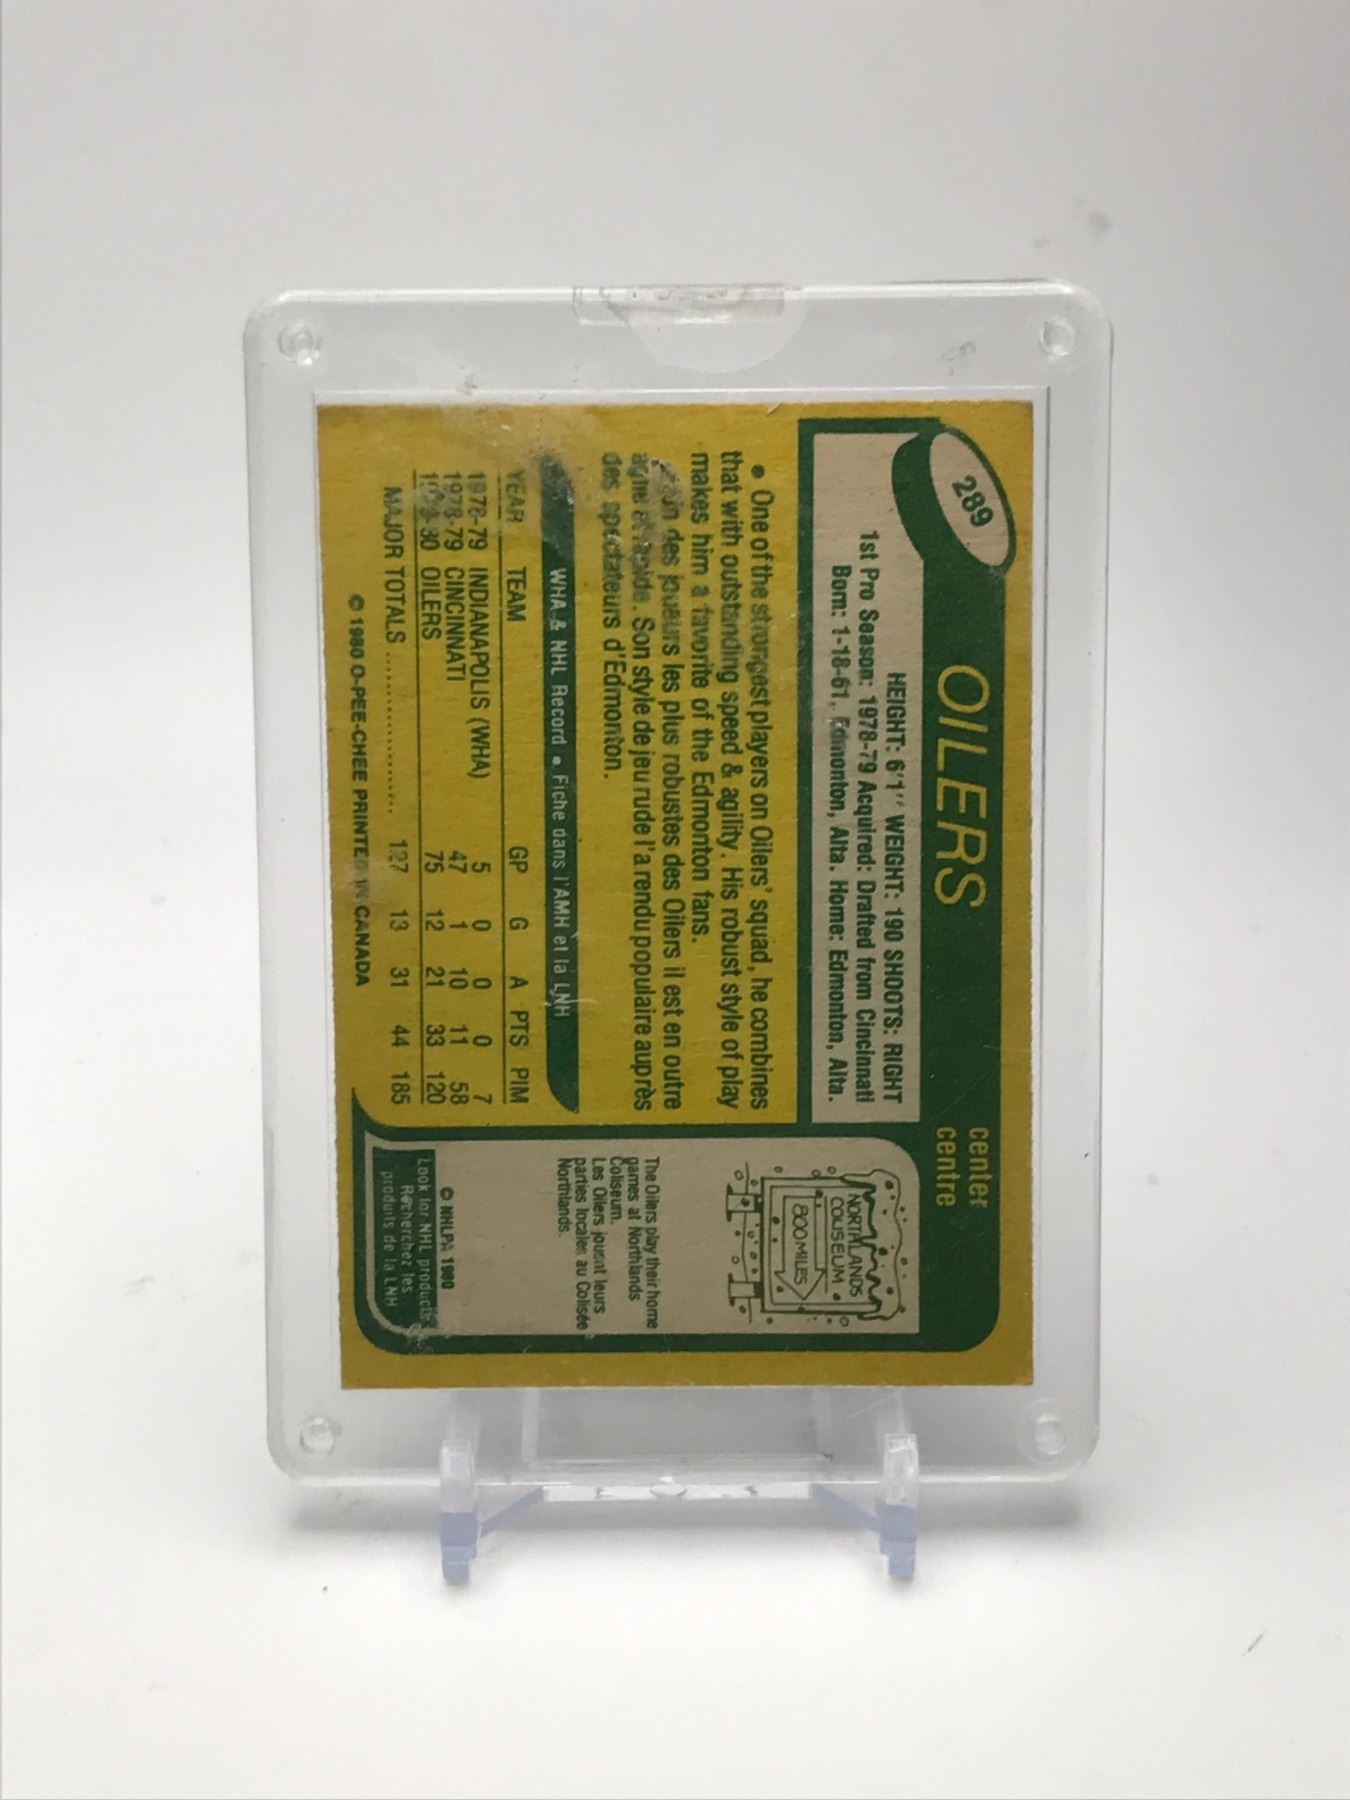 289
OILERS
center
centre
HEIGHT: 6'1'' WEIGHT: 190 SHOOTS: RIGHT
1st Pro Season: 1978-79 Acquired: Drafted from Cincinnati
Born: 1-18-61, Edmonton, Alta. Home: Edmonton, Alta.
• One of the strongest players on Oilers' squad, he combines
that with outstanding speed & agility. His robust style of play
makes him a favorite of the Edmonton fans.
des joueurs les plus robustes des Oilers il est en outre
agile et rapide. Son style de jeu rude l'a rendu populaire auprès
des spectateurs d'Edmonton.
WHA & NHL Record • Fiche dans l'AMH et la LNH
YEAR TEAM GP G A PTS PIM
1978-79 INDIANAPOLIS (WHA) 5 0 0 0 7
1978-79 CINCINNATI 47 1 10 11 58
1979-80 OILERS 75 12 21 33 120
MAJOR TOTALS .................. 127 13 31 44 185
© 1980 O-PEE-CHEE PRINTED IN CANADA
NORTHLANDS
COLISEUM
800 MILES
The Oilers play their home
games at Northlands
Coliseum.
Les Oilers jouent leurs
parties locales au Colisée
Northlands.
© NHLPA 1980
Look for NHL products
Recherchez les
produits de la LNH